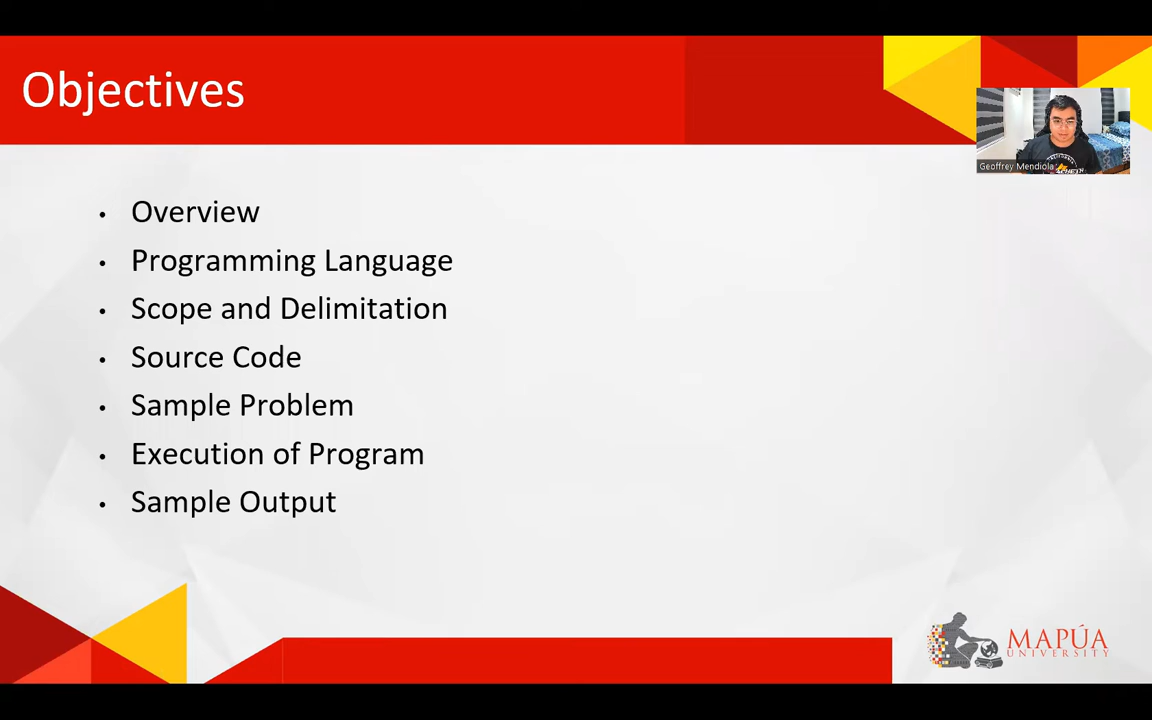 Objectives
Geoffrey Mendiola
• Overview
• Programming Language
• Scope and Delimitation
• Source Code
• Sample Problem
• Execution of Program
• Sample Output
MAPÚA
UNIVERSITY